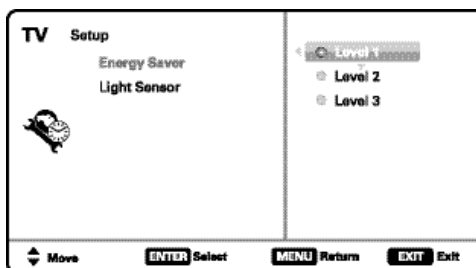 TV Setup
Energy Saver
Light Sensor
Level 1
Level 2
Level 3
Move ENTER Select MENU Return EXIT Exit